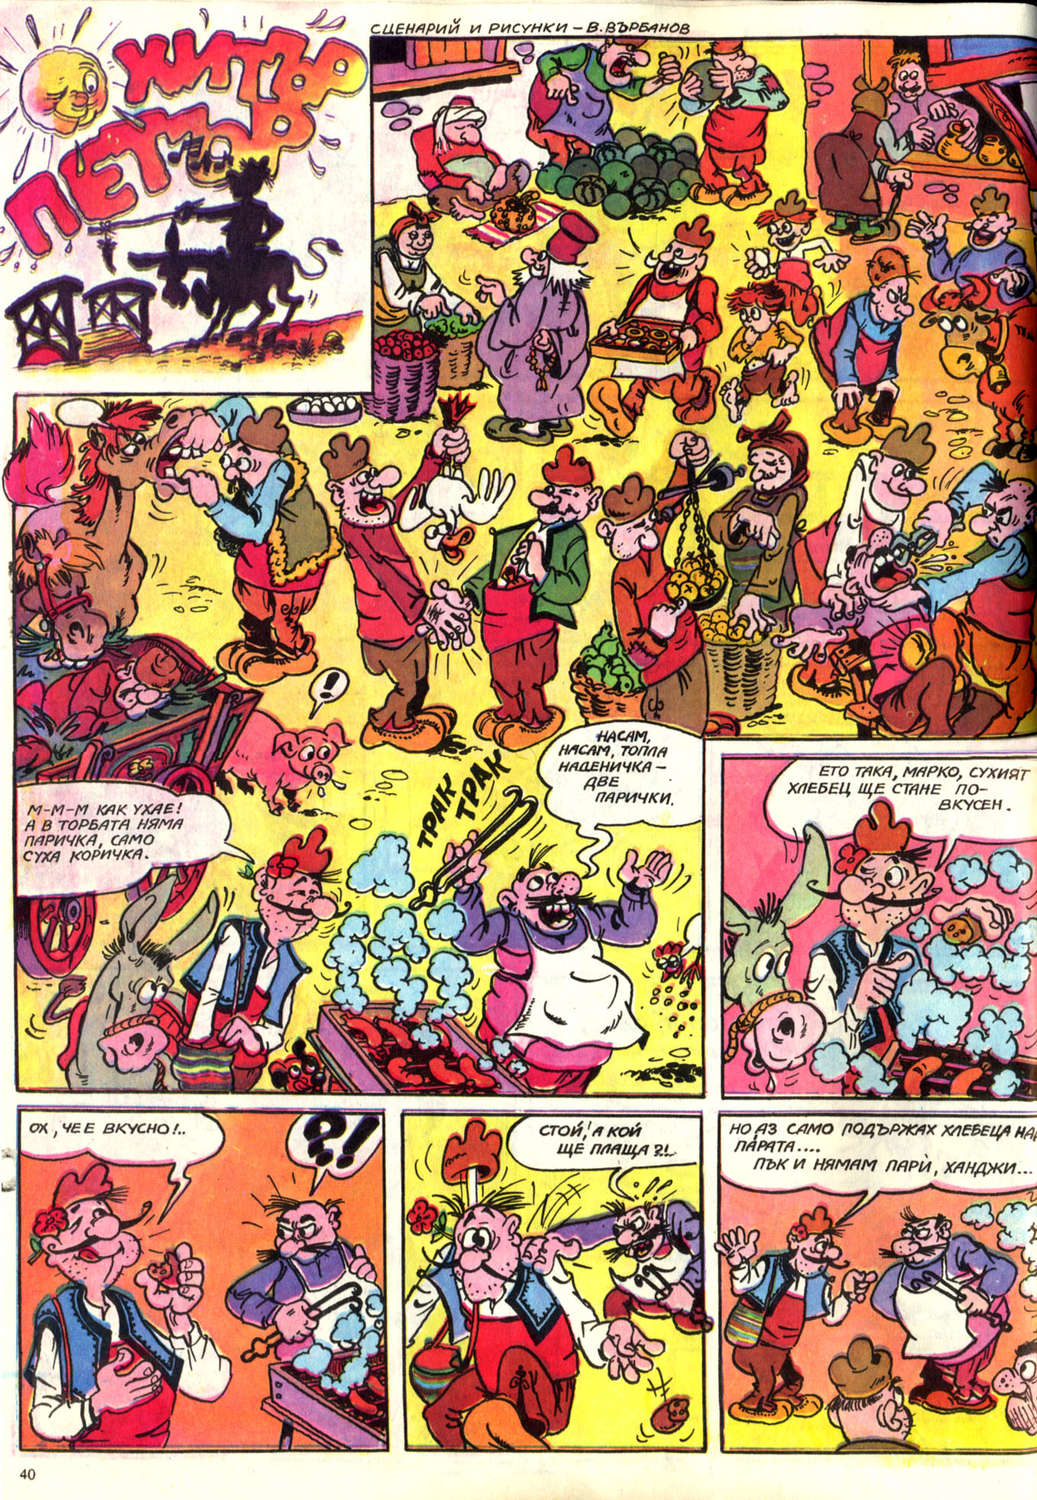 СЦЕНАРИЙ И РИСУНКИ – В. ВЪРБАНОВ
ХИТЪР
ПЕТЪР
!
НАСАМ,
НАСАМ, ТОПЛА
НАДЕНИЧКА –
ДВЕ
ПАРИЧКИ.
ТРАК
ТРАК
М-М-М КАК УХАЕ!
А В ТОРБАТА НЯМА
ПАРИЧКА, САМО
СУХА КОРИЧКА.
ЕТО ТАКА, МАРКО, СУХИЯТ
ХЛЕБЕЦ ЩЕ СТАНЕ ПО-
ВКУСЕН.
ОХ, ЧЕ Е ВКУСНО!..
?!
СТОЙ! А КОЙ
ЩЕ ПЛАЩА?!..
НО АЗ САМО ПОДЪРЖАХ ХЛЕБЕЦА НАД
ПАРАТА....
ПЪК И НЯМАМ ПАРИ, ХАНДЖИ...
40